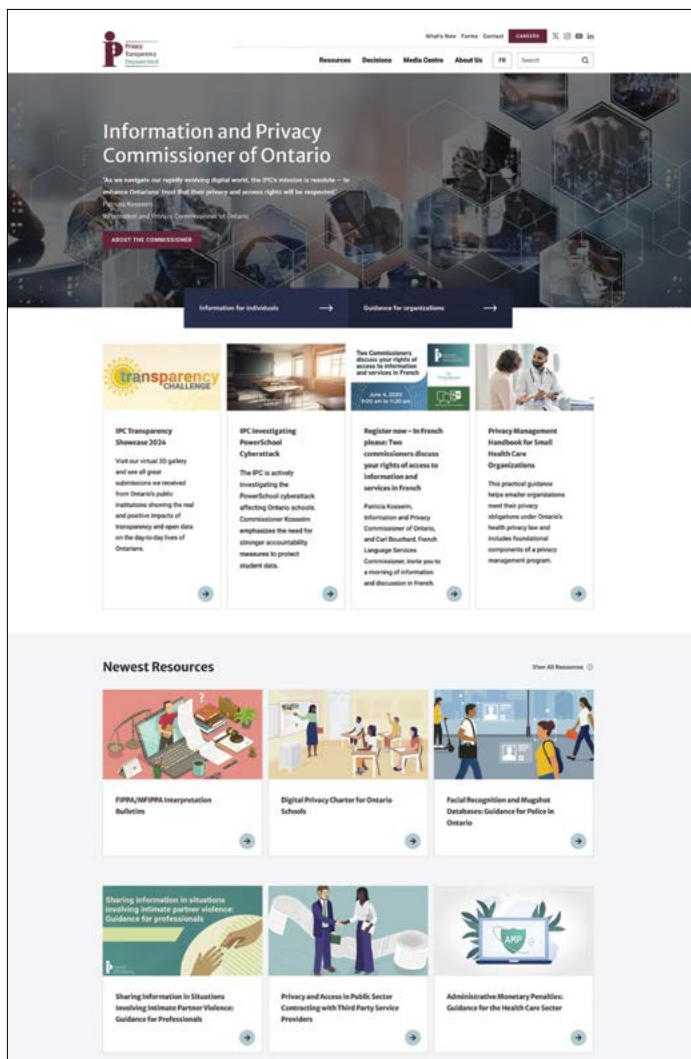 Privacy
Transparency
Empowered
What's New Forms Contact CAREERS
Resources Decisions Media Centre About Us FR Search
Information and Privacy
Commissioner of Ontario
"As we navigate our rapidly evolving digital world, the IPC's mission is resolute — to
enhance Ontarians' trust that their privacy and access rights will be respected."
Patricia Kosseim
Information and Privacy Commissioner of Ontario
ABOUT THE COMMISSIONER
Information for individuals
Guidance for organizations
transparency
CHALLENGE
IPC Transparency
Showcase 2024
Visit our virtual 3D gallery
and see all great
submissions we received
from Ontario's public
institutions showing the real
and positive impacts of
transparency and open data
on the day-to-day lives of
Ontarians.
IPC Investigating
PowerSchool
Cyberattack
The IPC is actively
investigating the
PowerSchool cyberattack
affecting Ontario schools.
Commissioner Kosseim
emphasizes the need for
stronger accountability
measures to protect
student data.
Two Commissioners
discuss your rights of
access to information
and services in French
June 4, 2025
9:00 am to 11:30 am
Register now – In French
please: Two
commissioners discuss
your rights of access to
information and
services in French
Patricia Kosseim,
Information and Privacy
Commissioner of Ontario,
and Carl Bouchard, French
Language Services
Commissioner, invite you to
a morning of information
and discussion in French.
Privacy Management
Handbook for Small
Health Care
Organizations
This practical guidance
helps smaller organizations
meet their privacy
obligations under Ontario's
health privacy law and
includes foundational
components of a privacy
management program.
Newest Resources
View All Resources
FIPPA/MFIPPA Interpretation
Bulletins
Digital Privacy Charter for Ontario
Schools
Facial Recognition and Mugshot
Databases: Guidance for Police in
Ontario
Sharing information in situations
involving intimate partner violence:
Guidance for professionals
Sharing Information in Situations
Involving Intimate Partner Violence:
Guidance for Professionals
Privacy and Access in Public Sector
Contracting with Third Party Service
Providers
AMP
Administrative Monetary Penalties:
Guidance for the Health Care Sector